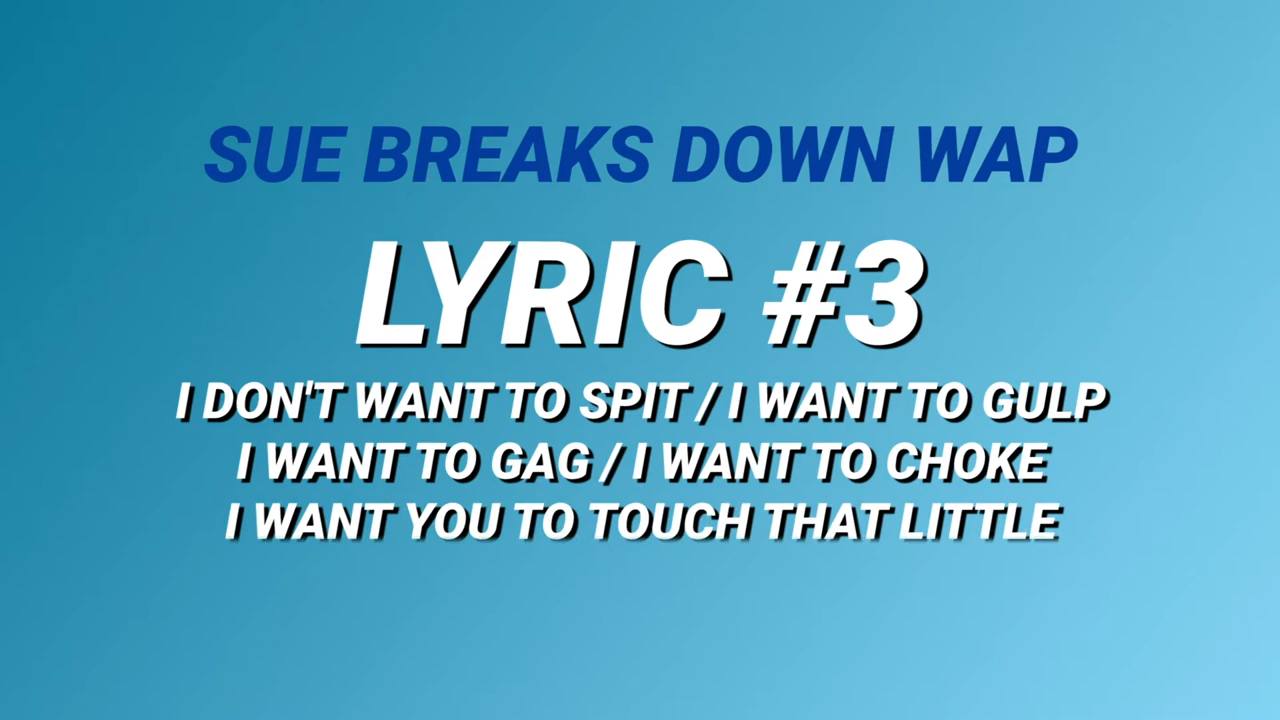 SUE BREAKS DOWN WAP
LYRIC #3
I DON'T WANT TO SPIT / I WANT TO GULP
I WANT TO GAG / I WANT TO CHOKE
I WANT YOU TO TOUCH THAT LITTLE